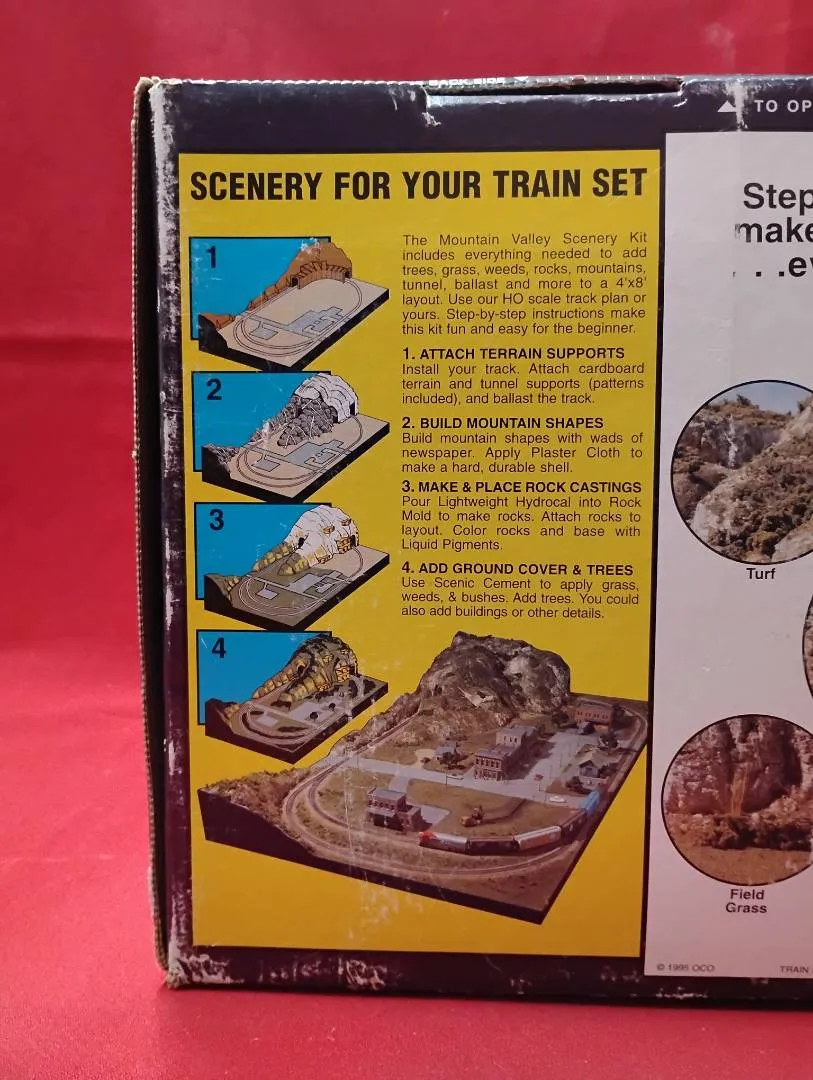 BACK SIDE
TO OP
SCENERY FOR YOUR TRAIN SET
1
The Mountain Valley Scenery Kit
includes everything needed to add
trees, grass, weeds, rocks, mountains,
tunnel, ballast and more to a 4'x8'
layout. Use our HO scale track plan or
yours. Step-by-step instructions make
this kit fun and easy for the beginner.
1. ATTACH TERRAIN SUPPORTS
Install your track. Attach cardboard
terrain and tunnel supports (patterns
included), and ballast the track.
2
2. BUILD MOUNTAIN SHAPES
Build mountain shapes with wads of
newspaper. Apply Plaster Cloth to
make a hard, durable shell.
3
3. MAKE & PLACE ROCK CASTINGS
Pour Lightweight Hydrocal into Rock
Mold to make rocks. Attach rocks to
layout. Color rocks and base with
Liquid Pigments.
4
4. ADD GROUND COVER & TREES
Use Scenic Cement to apply grass,
weeds, & bushes. Add trees. You could
also add buildings or other details.
Step
make
. . .ev
Turf
Field
Grass
© 1995 OCO
TRAIN